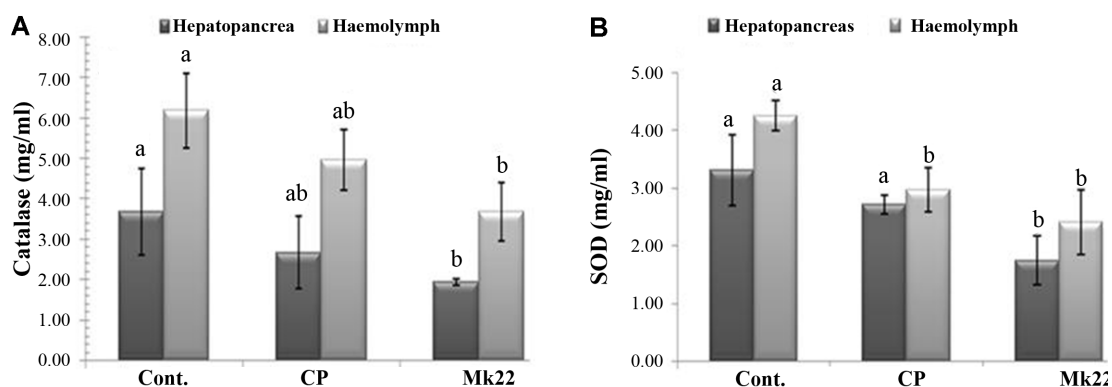 A
Hepatopancrea Haemolymph
8.00
7.00
6.00
5.00
4.00
3.00
2.00
1.00
0.00
Catalase (mg/ml)
a
a
ab
ab
b
b
Cont. CP Mk22
B
Hepatopancreas Haemolymph
5.00
4.00
3.00
2.00
1.00
0.00
SOD (mg/ml)
a
a
a
b
b
b
Cont. CP Mk22